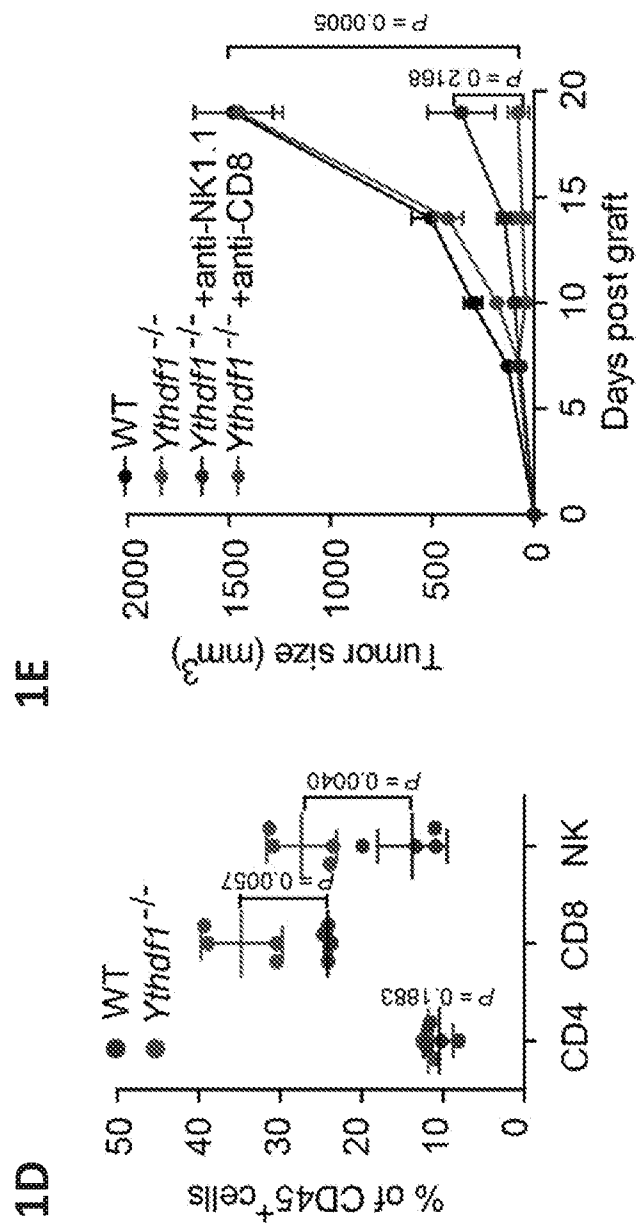 1D
WT
Ythdf1 -/-
% of CD45+cells
50
40
30
20
10
0
P = 0.1883
P = 0.0057
P = 0.0040
CD4 CD8 NK
1E
WT
Ythdf1 -/-
Ythdf1 -/- +anti-NK1.1
Ythdf1 -/- +anti-CD8
Tumor size (mm3)
2000
1500
1000
500
0
P = 0.0005
P = 0.2168
0 5 10 15 20
Days post graft